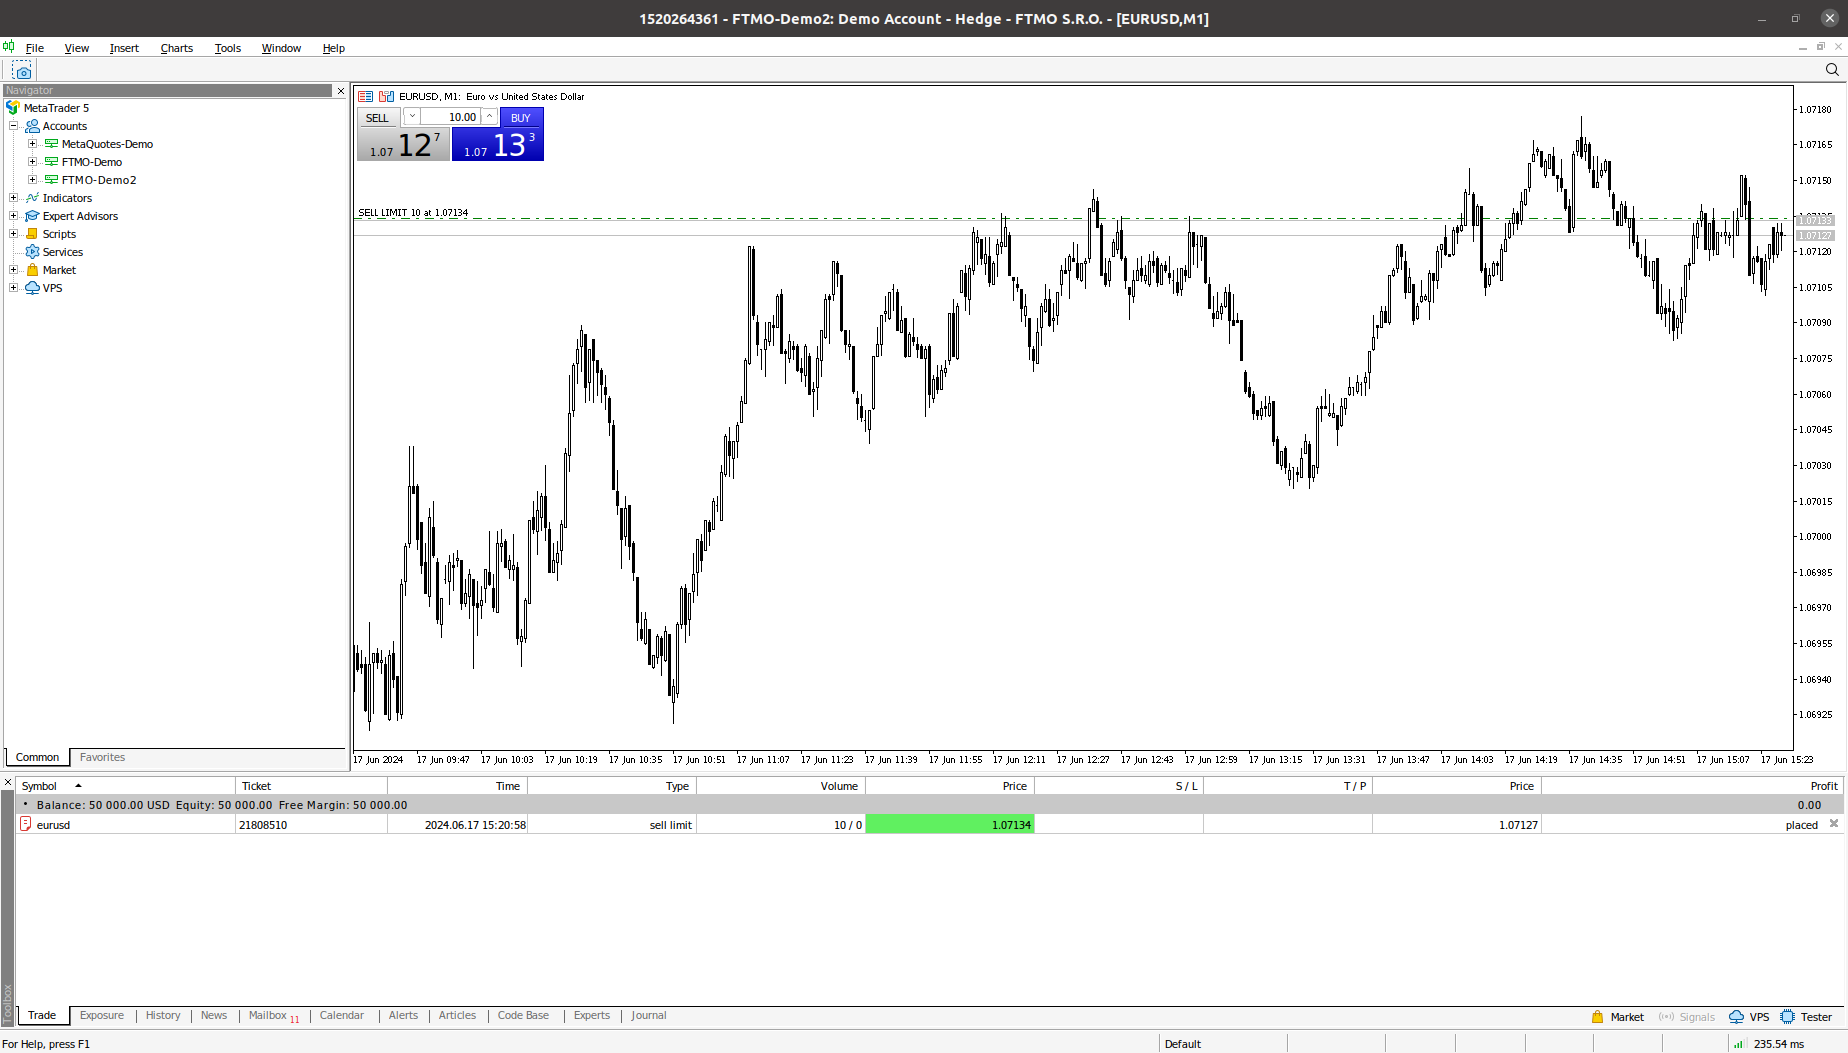 1520264361 - FTMO-Demo2: Demo Account - Hedge - FTMO S.R.O. - [EURUSD,M1]
File View Insert Charts Tools Window Help
Navigator
MetaTrader 5
Accounts
MetaQuotes-Demo
FTMO-Demo
FTMO-Demo2
Indicators
Expert Advisors
Scripts
Services
Market
VPS
Common Favorites
EURUSD, M1: Euro vs United States Dollar
SELL 10.00 BUY
1.07 12 7 1.07 13 3
SELL LIMIT 10 at 1.07134
1.07180
1.07165
1.07150
1.07133
1.07127
1.07120
1.07105
1.07090
1.07075
1.07060
1.07045
1.07030
1.07015
1.07000
1.06985
1.06970
1.06955
1.06940
1.06925
17 Jun 2024 17 Jun 09:47 17 Jun 10:03 17 Jun 10:19 17 Jun 10:35 17 Jun 10:51 17 Jun 11:07 17 Jun 11:23 17 Jun 11:39 17 Jun 11:55 17 Jun 12:11 17 Jun 12:27 17 Jun 12:43 17 Jun 12:59 17 Jun 13:15 17 Jun 13:31 17 Jun 13:47 17 Jun 14:03 17 Jun 14:19 17 Jun 14:35 17 Jun 14:51 17 Jun 15:07 17 Jun 15:23
Symbol Ticket Time Type Volume Price S / L T / P Price Profit
Balance: 50 000.00 USD Equity: 50 000.00 Free Margin: 50 000.00 0.00
eurusd 21808510 2024.06.17 15:20:58 sell limit 10 / 0 1.07134 1.07127 placed
Toolbox
Trade Exposure History News Mailbox 11 Calendar Alerts Articles Code Base Experts Journal
Market Signals VPS Tester
For Help, press F1 Default 235.54 ms